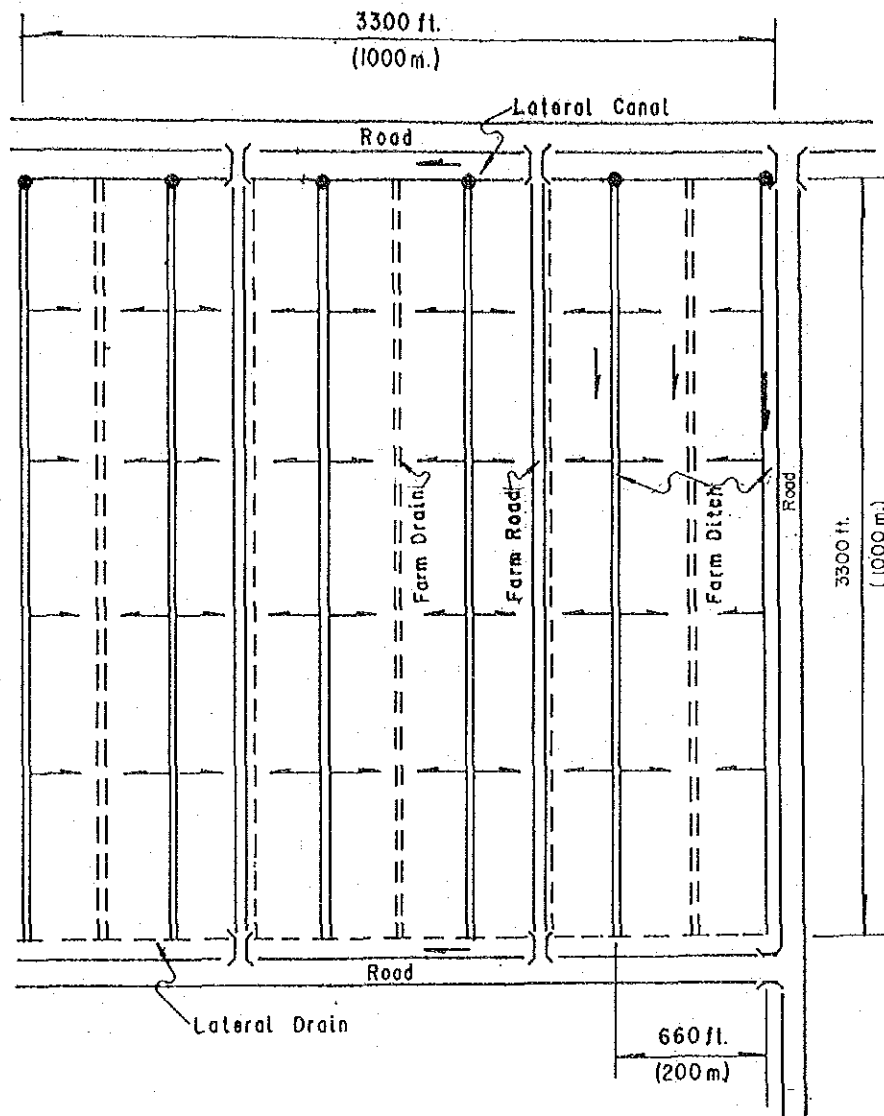 3300 ft.
(1000 m.)
Lateral Canal
Road
Farm Drain
Farm Road
Farm Ditch
Road
3300 ft.
(1000 m.)
Road
Lateral Drain
660 ft.
(200 m.)